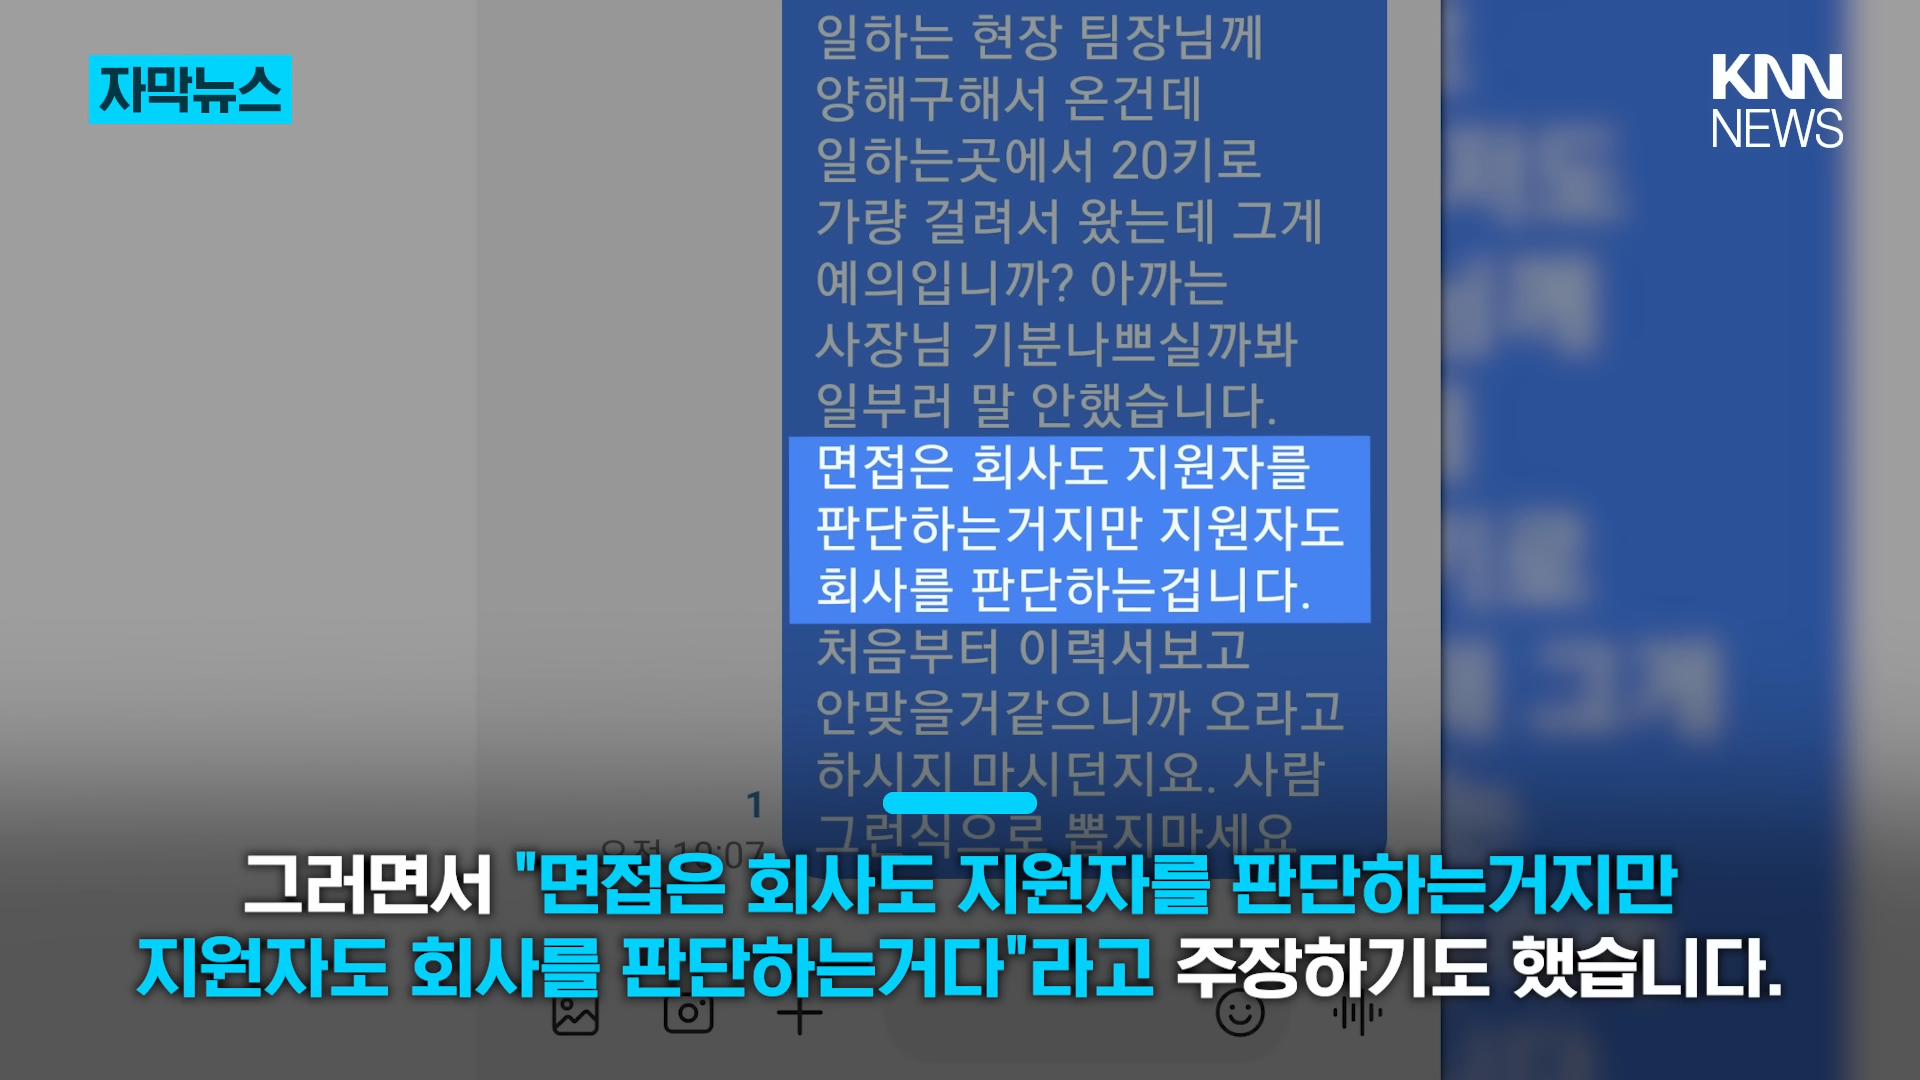 자막뉴스
KNN
NEWS
일하는 현장 팀장님께
양해구해서 온건데
일하는곳에서 20키로
가량 걸려서 왔는데 그게
예의입니까? 아까는
사장님 기분나쁘실까봐
일부러 말 안했습니다.
면접은 회사도 지원자를
판단하는거지만 지원자도
회사를 판단하는겁니다.
처음부터 이력서보고
안맞을거같으니까 오라고
하시지 마시던지요. 사람
그런식으로 뽑지마세요
1
오전 10:07
그러면서 "면접은 회사도 지원자를 판단하는거지만
지원자도 회사를 판단하는거다"라고 주장하기도 했습니다.